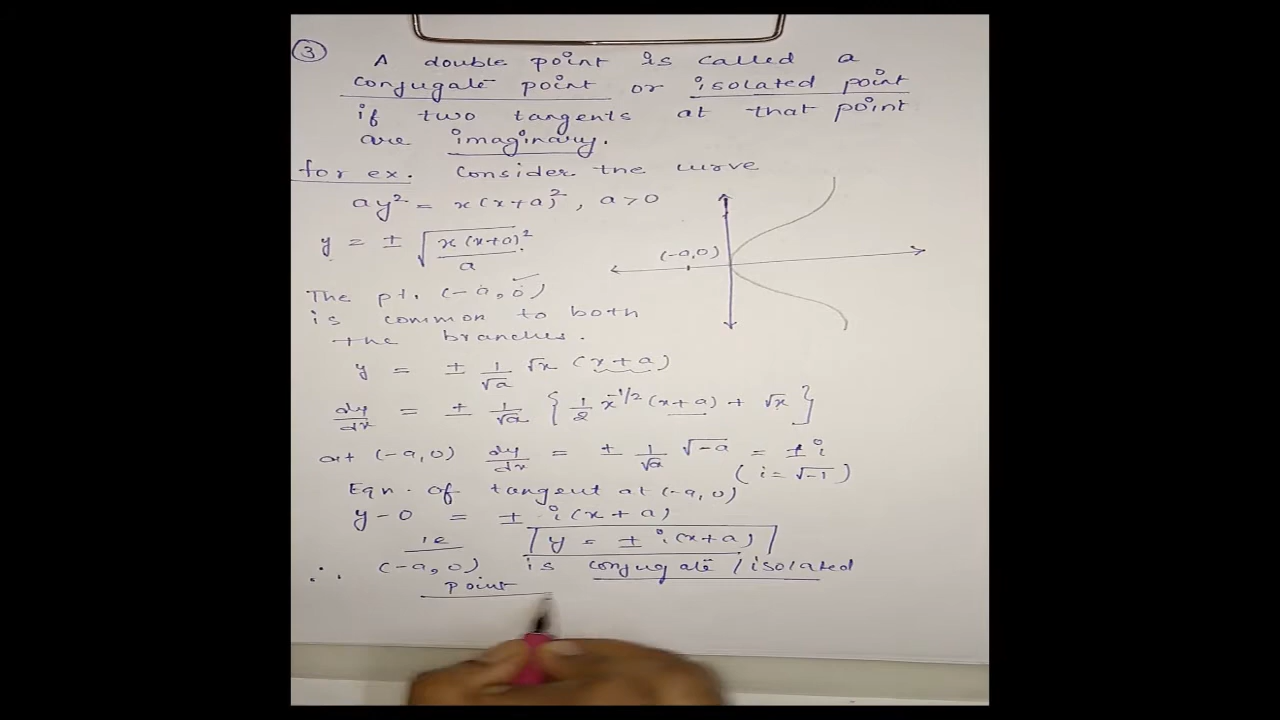 ③ A double point is called a
conjugate point or isolated point
if two tangents at that point
are imaginary.
for ex. Consider the curve
ay² = x(x+a)², a>0
y = ± √(x(x+a)²/a)
(-a,0)
The pt. (-a, 0)
is common to both
the branches.
y = ± 1/√a √x (x+a)
dy/dx = ± 1/√a { 1/2 x^(-1/2) (x+a) + √x }
at (-a,0) dy/dx = ± 1/√a √-a = ± i
(i = √-1)
Eqn. of tangent at (-a,0)
y-0 = ± i(x+a)
ie y = ± i(x+a)
∴ (-a,0) is conjugate / isolated
point